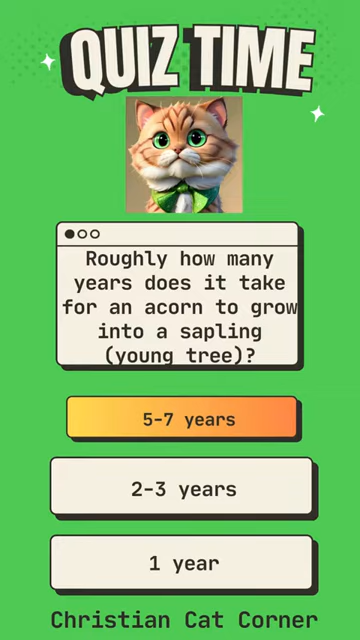 QUIZ TIME
Roughly how many
years does it take
for an acorn to grow
into a sapling
(young tree)?
5-7 years
2-3 years
1 year
Christian Cat Corner